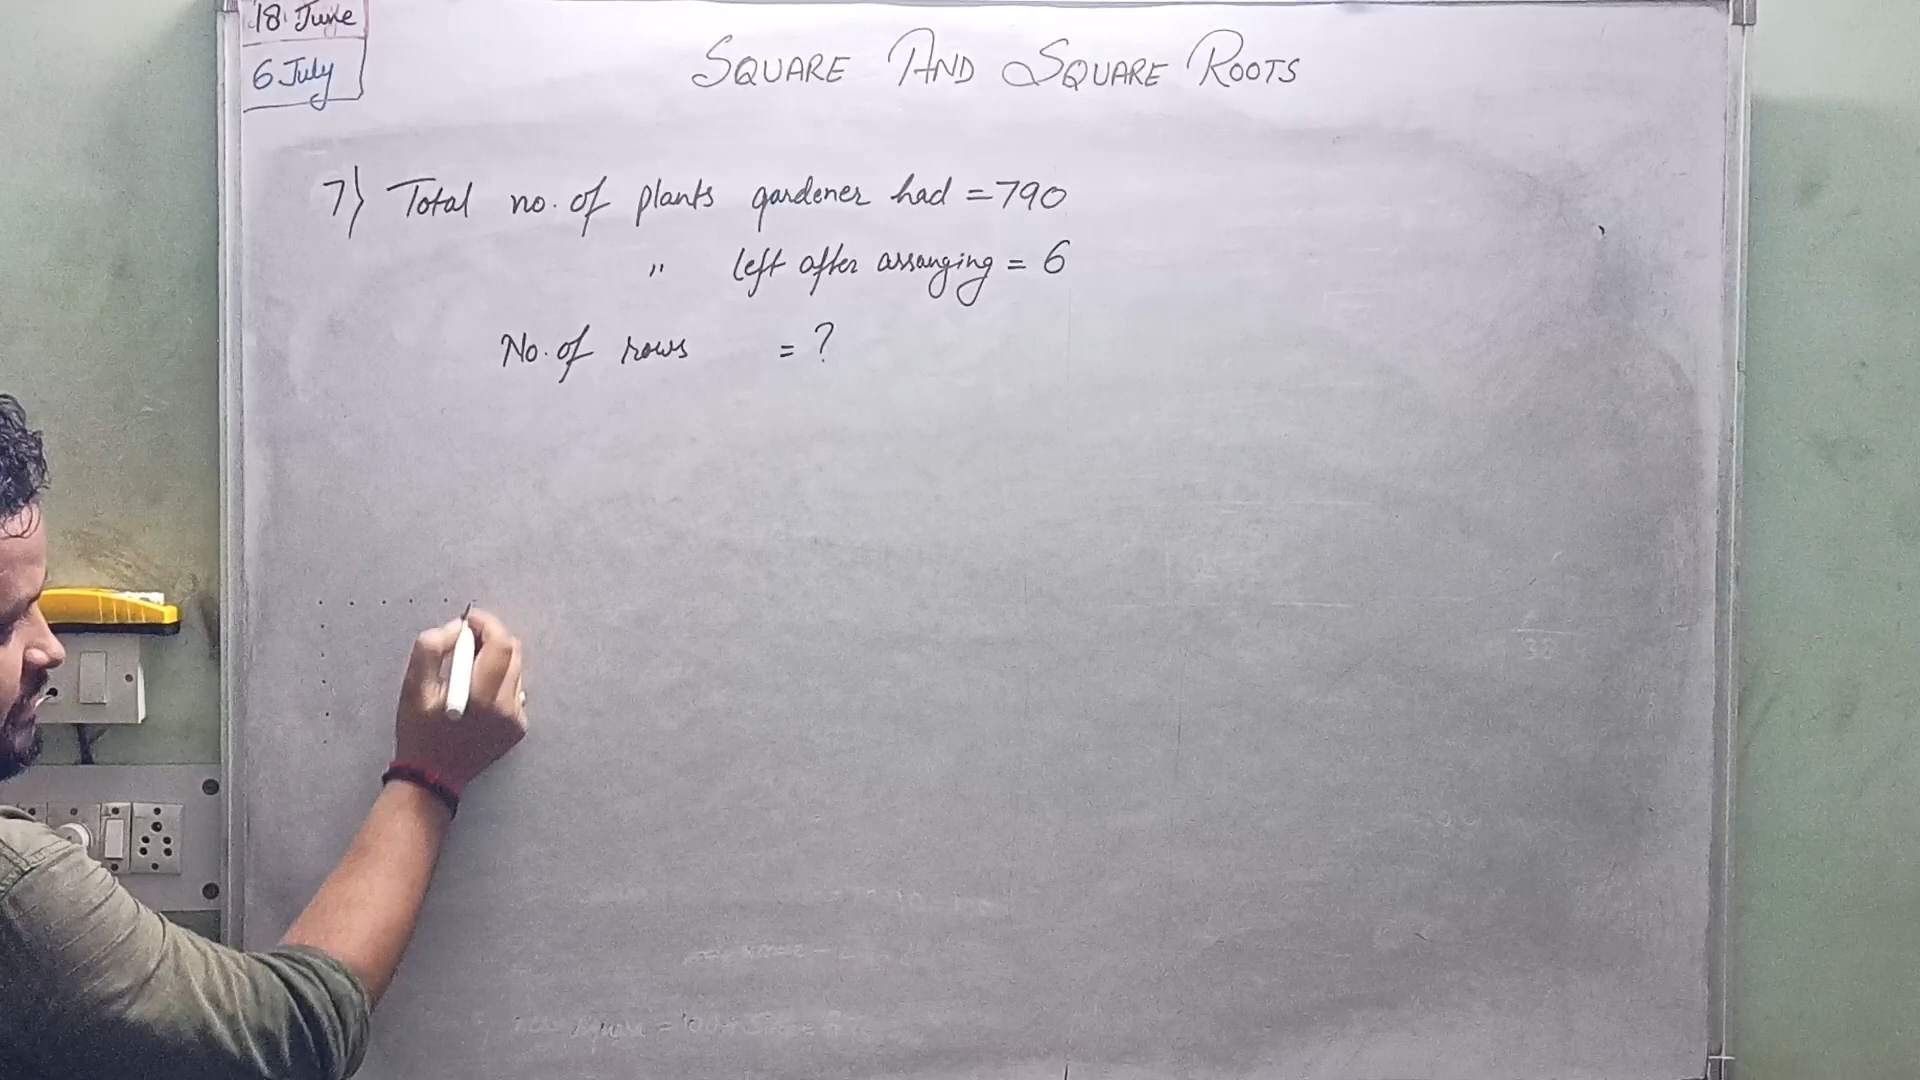 18 June
6 July
SQUARE AND SQUARE ROOTS
7) Total no. of plants gardener had = 790
" left after arranging = 6
No. of rows = ?